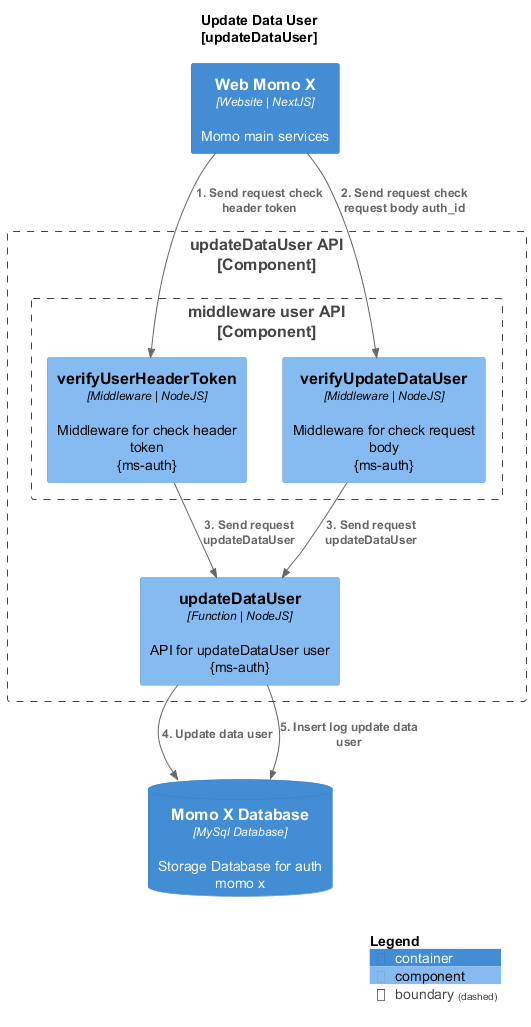 Update Data User
[updateDataUser]
Web Momo X
[Website | NextJS]
Momo main services
1. Send request check
header token
2. Send request check
request body auth_id
updateDataUser API
[Component]
middleware user API
[Component]
verifyUserHeaderToken
[Middleware | NodeJS]
Middleware for check header
token
{ms-auth}
verifyUpdateDataUser
[Middleware | NodeJS]
Middleware for check request
body
{ms-auth}
3. Send request
updateDataUser
3. Send request
updateDataUser
updateDataUser
[Function | NodeJS]
API for updateDataUser user
{ms-auth}
4. Update data user
5. Insert log update data
user
Momo X Database
[MySql Database]
Storage Database for auth
momo x
Legend
container
component
boundary (dashed)